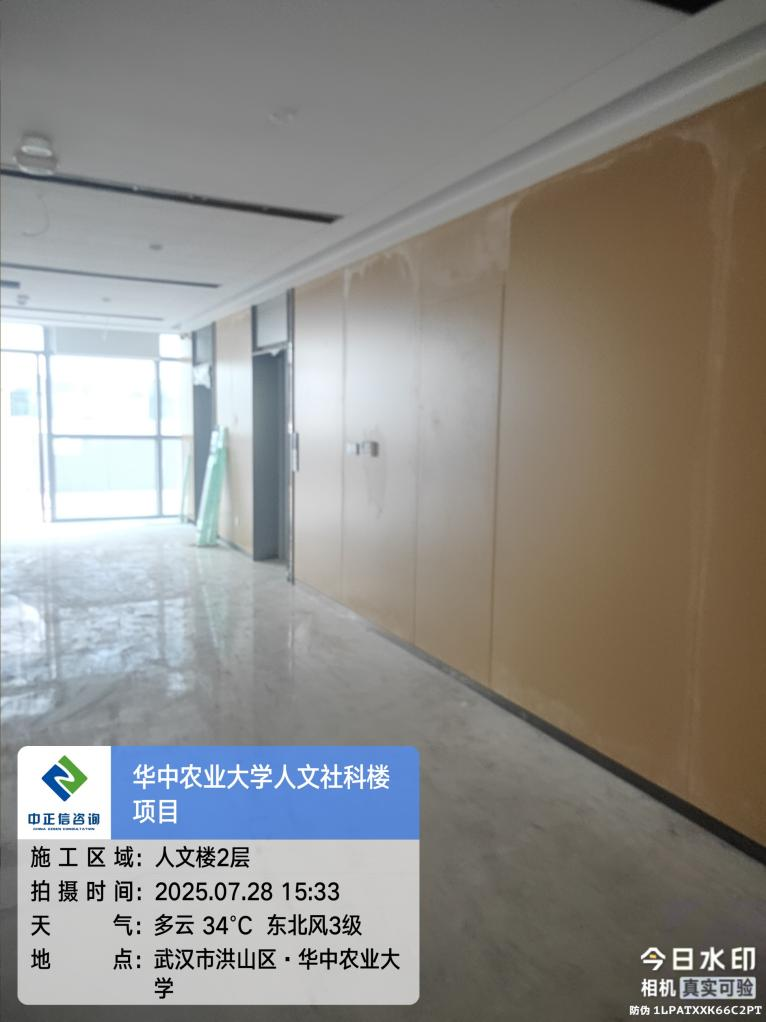 华中农业大学人文社科楼
项目
中正信咨询
施工区域：人文楼2层
拍摄时间：2025.07.28 15:33
天气：多云 34℃ 东北风3级
地点：武汉市洪山区·华中农业大
学
今日水印
相机 真实可验
防伪 1LPATXXK66C2PT